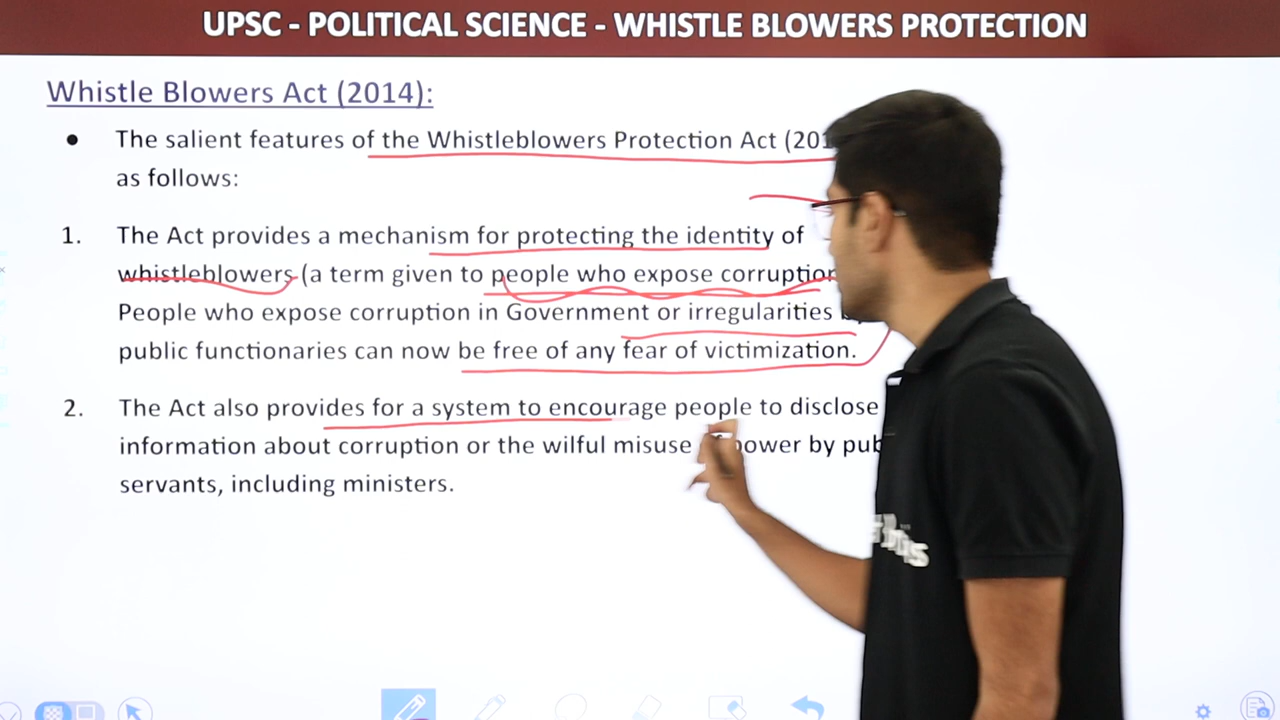 UPSC - POLITICAL SCIENCE - WHISTLE BLOWERS PROTECTION
Whistle Blowers Act (2014):
● The salient features of the Whistleblowers Protection Act (201
as follows:
1. The Act provides a mechanism for protecting the identity of
whistleblowers (a term given to people who expose corruption
People who expose corruption in Government or irregularities
public functionaries can now be free of any fear of victimization.
2. The Act also provides for a system to encourage people to disclose
information about corruption or the wilful misuse power by pub
servants, including ministers.